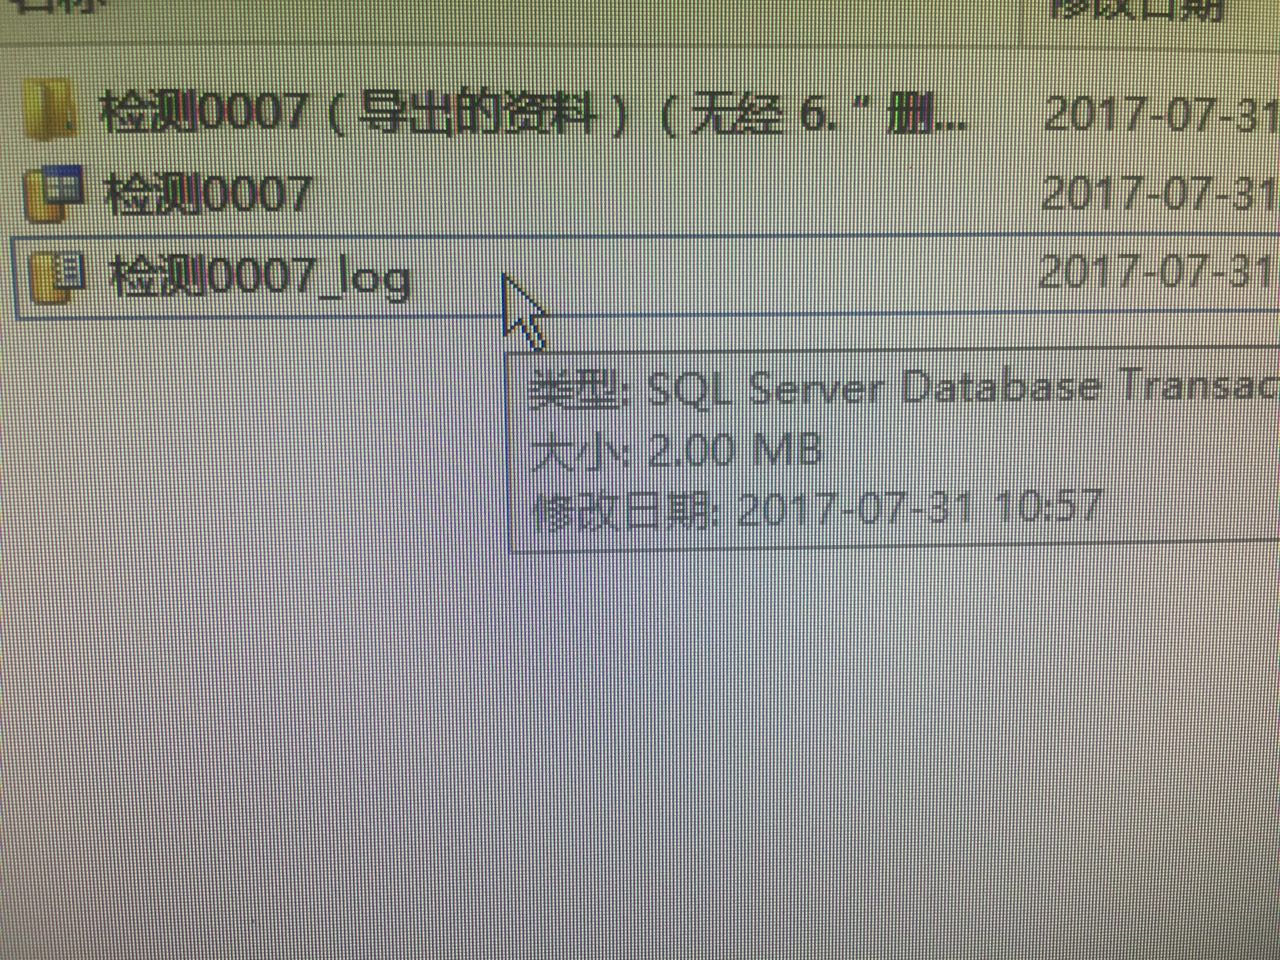 名称 修改日期
检测0007（导出的资料）（无经 6.“ 删... 2017-07-31
检测0007 2017-07-31
检测0007_log 2017-07-31
类型: SQL Server Database Transac
大小: 2.00 MB
修改日期: 2017-07-31 10:57